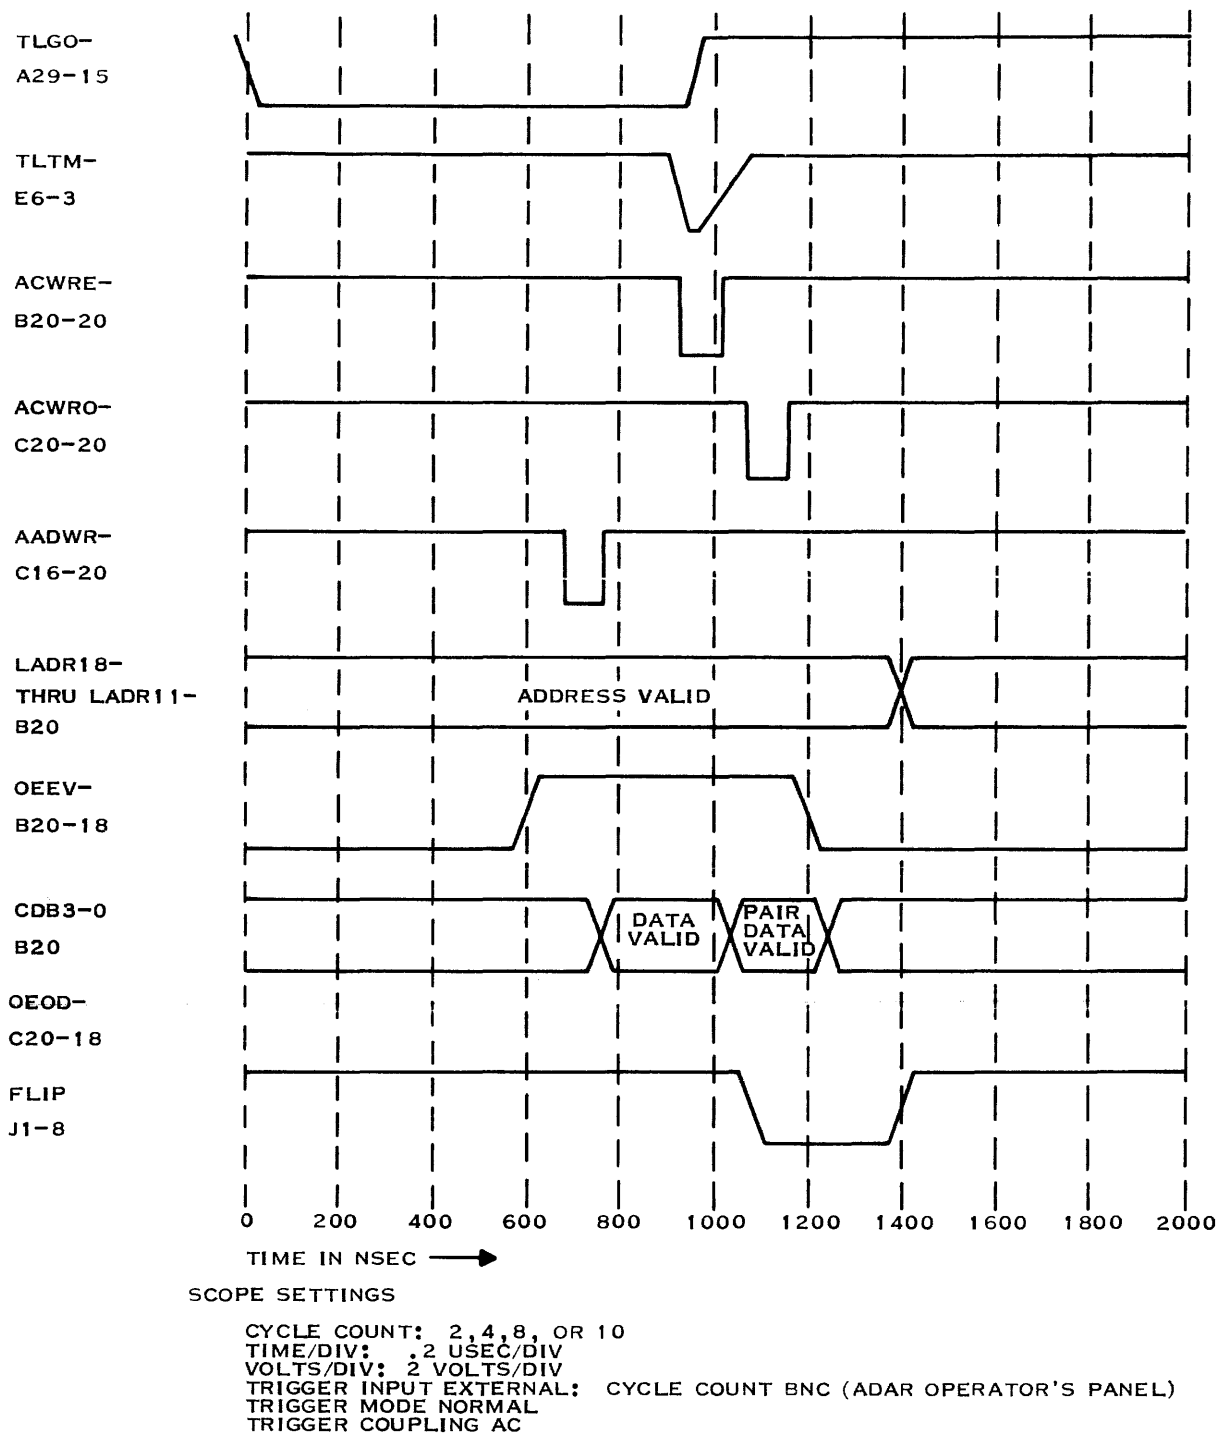 TLGO-
A29-15
TLTM-
E6-3
ACWRE-
B20-20
ACWRO-
C20-20
AADWR-
C16-20
LADR18-
THRU LADR11-
B20
ADDRESS VALID
OEEV-
B20-18
CDB3-0
B20
DATA
VALID
PAIR
DATA
VALID
OEOD-
C20-18
FLIP
J1-8
0 200 400 600 800 1000 1200 1400 1600 1800 2000
TIME IN NSEC
SCOPE SETTINGS
CYCLE COUNT: 2,4,8, OR 10
TIME/DIV: .2 USEC/DIV
VOLTS/DIV: 2 VOLTS/DIV
TRIGGER INPUT EXTERNAL: CYCLE COUNT BNC (ADAR OPERATOR'S PANEL)
TRIGGER MODE NORMAL
TRIGGER COUPLING AC